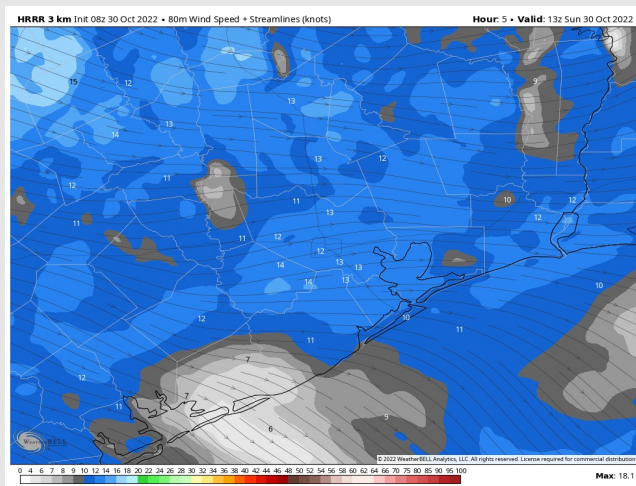 HRRR 3 km Init 08z 30 Oct 2022 • 80m Wind Speed + Streamlines (knots) Hour: 5 • Valid: 13z Sun 30 Oct 2022
15 12 9
13
14 13
13 12
12 11
11 10 12
13 12
11
11 12
12
14 13 13
14 13 10
12 10
11 11
7
12
7
11
9
6
WeatherBELL
© 2022 WeatherBELL Analytics, LLC. All rights reserved. License required for commercial distribution
0 4 6 7 8 9 10 12 14 16 18 20 22 24 26 28 30 32 34 36 38 40 42 44 46 48 50 52 54 56 58 60 62 64 66 70 75 80 85 90 95 100
Max: 18.1